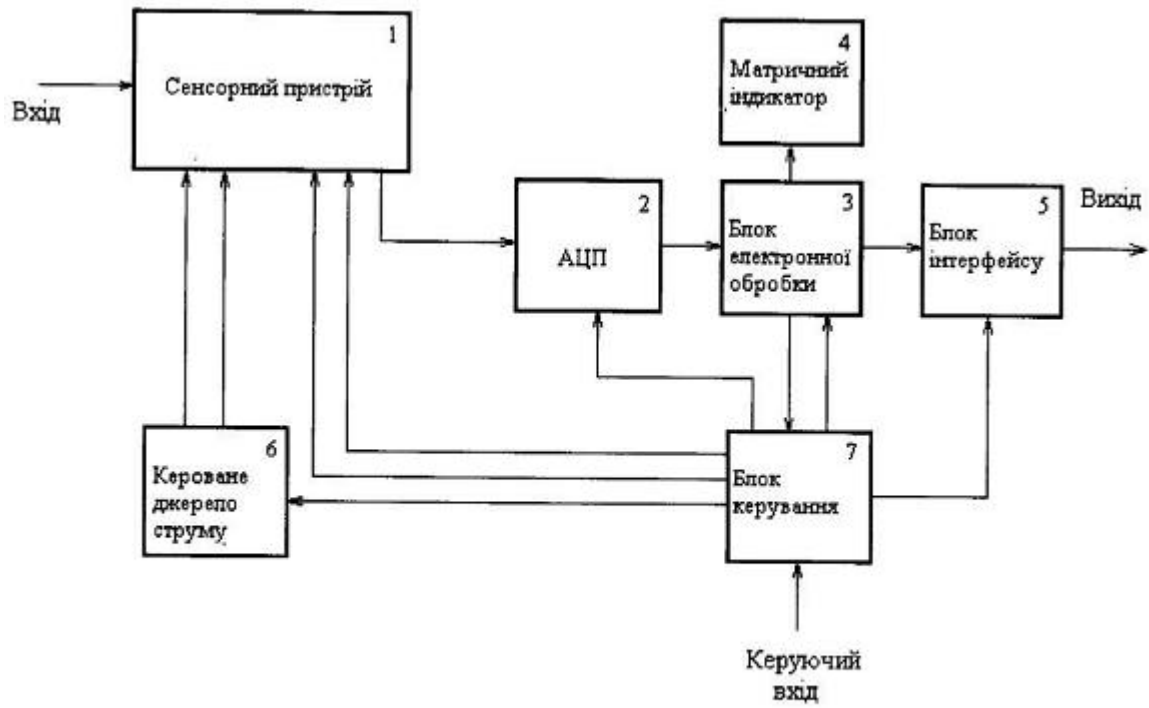 1
Сенсорний пристрій
Вхід
4
Матричний
індикатор
2
АЦП
3
Блок
електронної
обробки
5
Блок
інтерфейсу
Вихід
6
Кероване
джерело
струму
7
Блок
керування
Керуючий
вхід